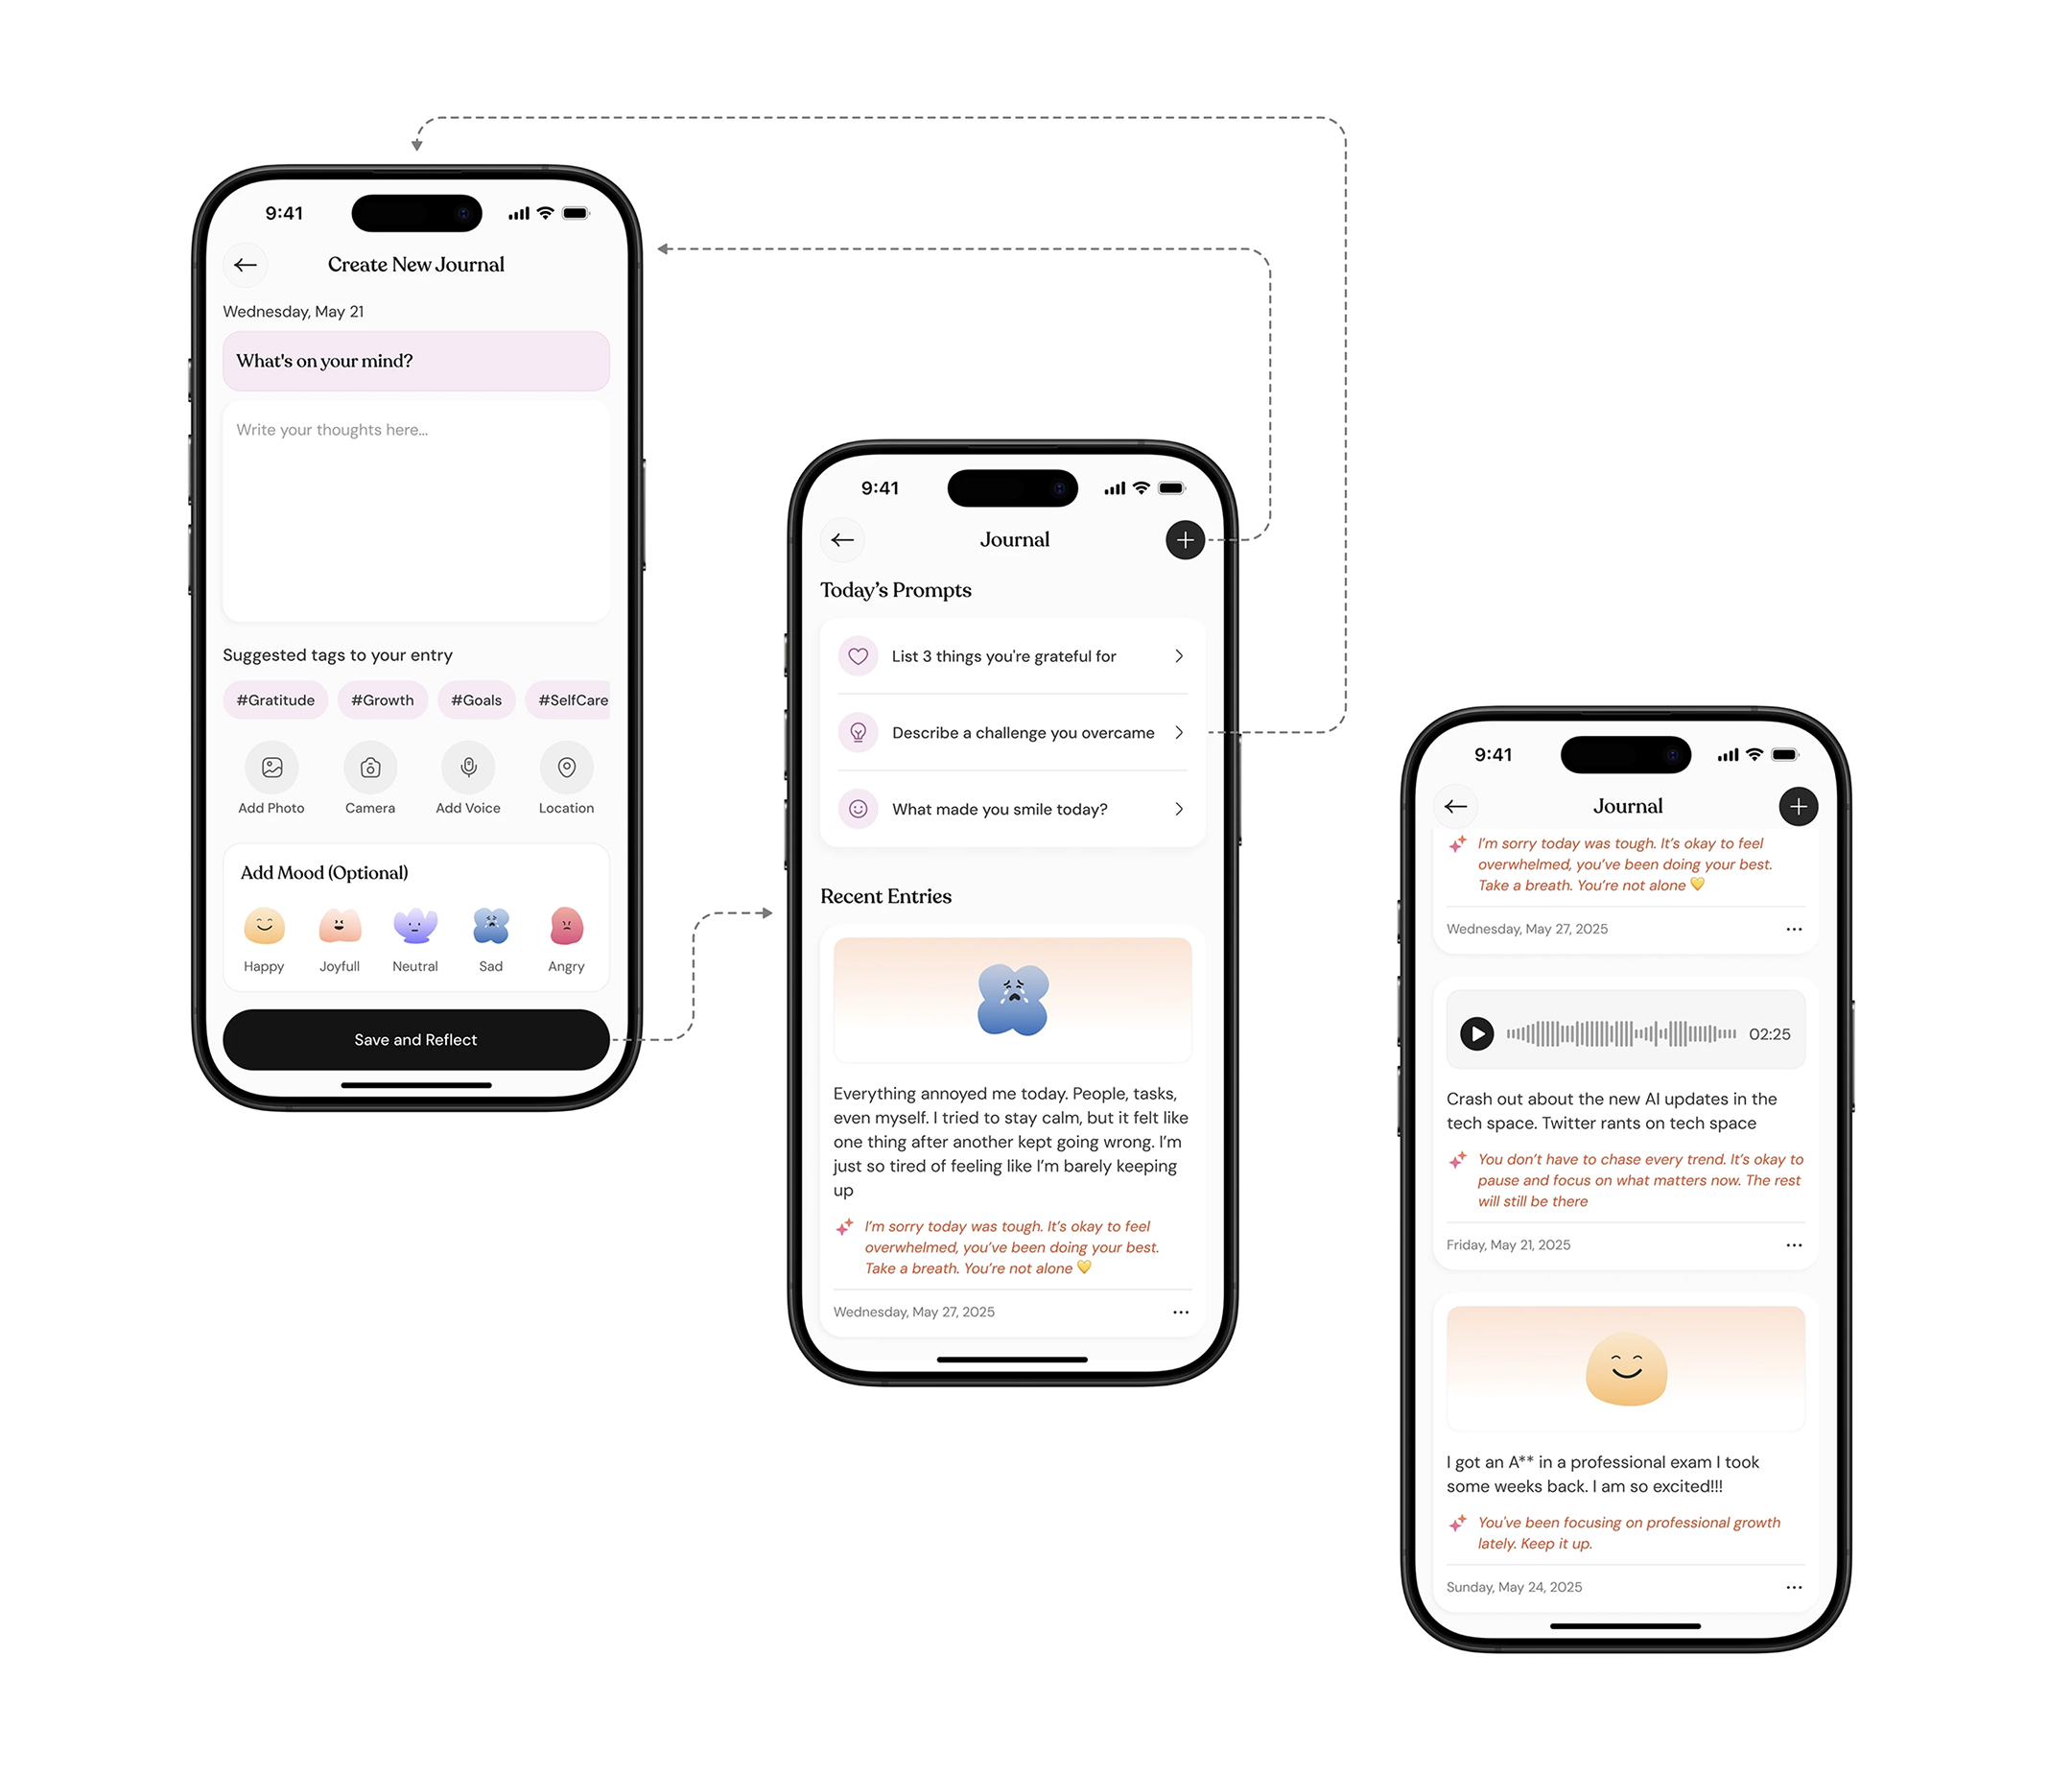 9:41
Create New Journal
Wednesday, May 21
What's on your mind?
Write your thoughts here...
Suggested tags to your entry
#Gratitude #Growth #Goals #SelfCare
Add Photo Camera Add Voice Location
Add Mood (Optional)
Happy Joyfull Neutral Sad Angry
Save and Reflect
9:41
Journal
Today’s Prompts
List 3 things you're grateful for
Describe a challenge you overcame
What made you smile today?
Recent Entries
Everything annoyed me today. People, tasks,
even myself. I tried to stay calm, but it felt like
one thing after another kept going wrong. I’m
just so tired of feeling like I’m barely keeping
up
I’m sorry today was tough. It’s okay to feel
overwhelmed, you’ve been doing your best.
Take a breath. You’re not alone 💛
Wednesday, May 27, 2025
9:41
Journal
I’m sorry today was tough. It’s okay to feel
overwhelmed, you’ve been doing your best.
Take a breath. You’re not alone 💛
Wednesday, May 27, 2025
02:25
Crash out about the new AI updates in the
tech space. Twitter rants on tech space
You don’t have to chase every trend. It’s okay to
pause and focus on what matters now. The rest
will still be there
Friday, May 21, 2025
I got an A** in a professional exam I took
some weeks back. I am so excited!!!
You've been focusing on professional growth
lately. Keep it up.
Sunday, May 24, 2025